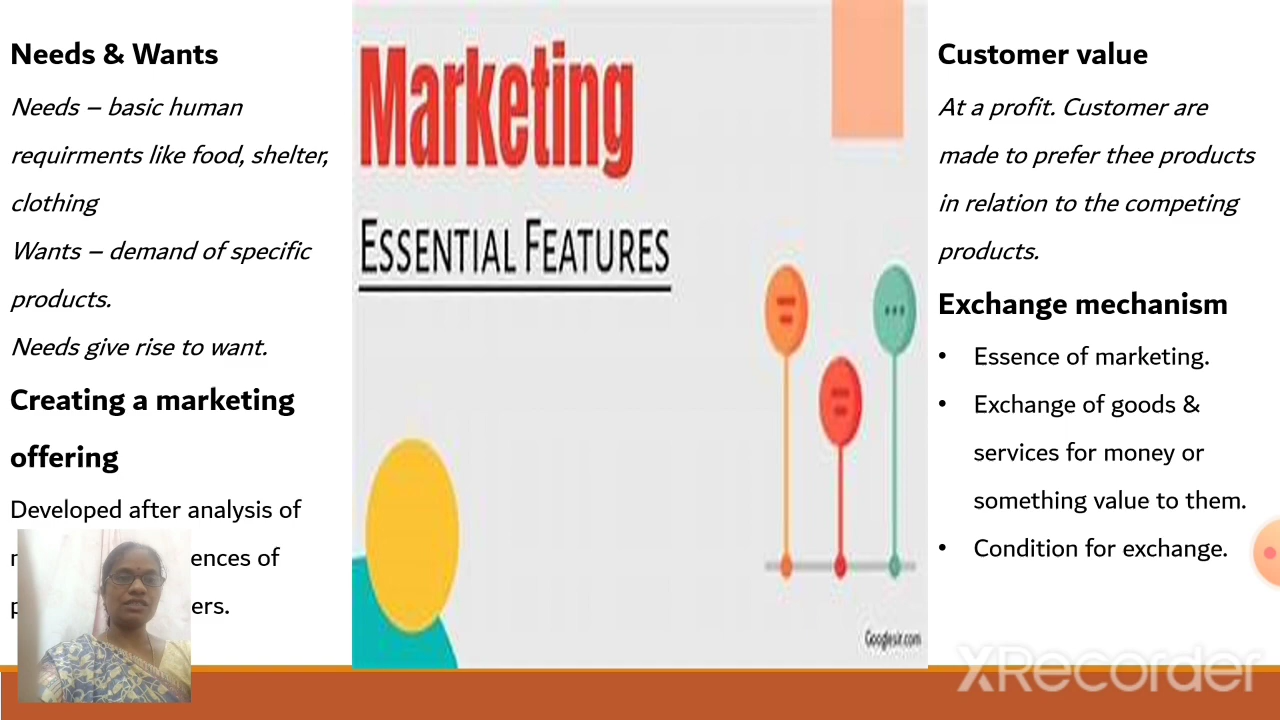 Needs & Wants
Needs – basic human
requirments like food, shelter,
clothing
Wants – demand of specific
products.
Needs give rise to want.
Creating a marketing
offering
Developed after analysis of
ences of
ers.
Marketing
ESSENTIAL FEATURES
Googlesir.com
Customer value
At a profit. Customer are
made to prefer thee products
in relation to the competing
products.
Exchange mechanism
• Essence of marketing.
• Exchange of goods &
services for money or
something value to them.
• Condition for exchange.
XRecorder